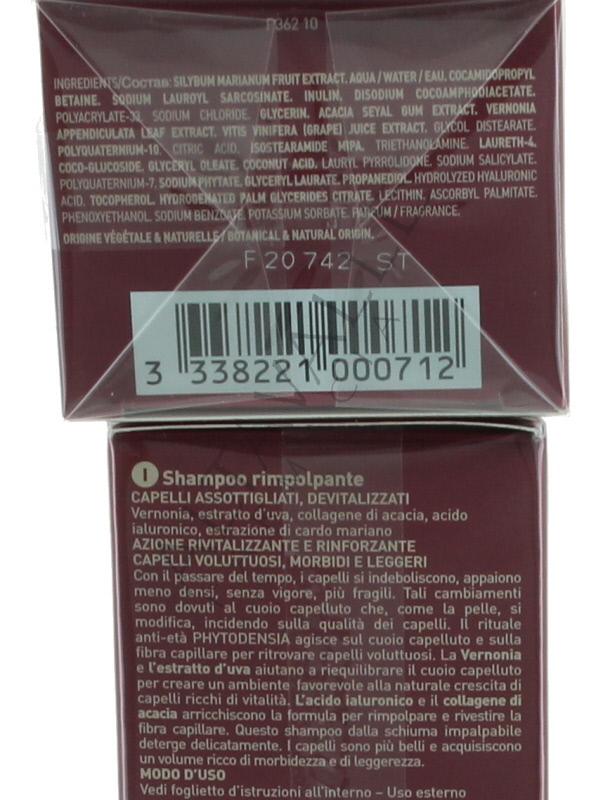 P362 10
INGREDIENTS/Состав: SILYBUM MARIANUM FRUIT EXTRACT. AQUA / WATER / EAU. COCAMIDOPROPYL
BETAINE. SODIUM LAUROYL SARCOSINATE. INULIN. DISODIUM COCOAMPHODIACETATE.
POLYACRYLATE-33. SODIUM CHLORIDE. GLYCERIN. ACACIA SEYAL GUM EXTRACT. VERNONIA
APPENDICULATA LEAF EXTRACT. VITIS VINIFERA (GRAPE) JUICE EXTRACT. GLYCOL DISTEARATE.
POLYQUATERNIUM-10. CITRIC ACID. ISOSTEARAMIDE MIPA. TRIETHANOLAMINE. LAURETH-4.
COCO-GLUCOSIDE. GLYCERYL OLEATE. COCONUT ACID. LAURYL PYRROLIDONE. SODIUM SALICYLATE.
POLYQUATERNIUM-7. SODIUM PHYTATE. GLYCERYL LAURATE. PROPANEDIOL. HYDROLYZED HYALURONIC
ACID. TOCOPHEROL. HYDROGENATED PALM GLYCERIDES CITRATE. LECITHIN. ASCORBYL PALMITATE.
PHENOXYETHANOL. SODIUM BENZOATE. POTASSIUM SORBATE. PARFUM / FRAGRANCE.
ORIGINE VÉGÉTALE & NATURELLE / BOTANICAL & NATURAL ORIGIN.
F 20 742 ST
3 338221 000712
I Shampoo rimpolpante
CAPELLI ASSOTTIGLIATI, DEVITALIZZATI
Vernonia, estratto d'uva, collagene di acacia, acido
ialuronico, estrazione di cardo mariano
AZIONE RIVITALIZZANTE E RINFORZANTE
CAPELLI VOLUTTUOSI, MORBIDI E LEGGERI
Con il passare del tempo, i capelli si indeboliscono, appaiono
meno densi, senza vigore, più fragili. Tali cambiamenti
sono dovuti al cuoio capelluto che, come la pelle, si
modifica, incidendo sulla qualità dei capelli. Il rituale
anti-età PHYTODENSIA agisce sul cuoio capelluto e sulla
fibra capillare per ritrovare capelli voluttuosi. La Vernonia
e l'estratto d'uva aiutano a riequilibrare il cuoio capelluto
per creare un ambiente favorevole alla naturale crescita di
capelli ricchi di vitalità. L'acido ialuronico e il collagene di
acacia arricchiscono la formula per rimpolpare e rivestire la
fibra capillare. Questo shampoo dalla schiuma impalpabile
deterge delicatamente. I capelli sono più belli e acquisiscono
un volume ricco di morbidezza e di leggerezza.
MODO D'USO
Vedi foglietto d'istruzioni all'interno – Uso esterno